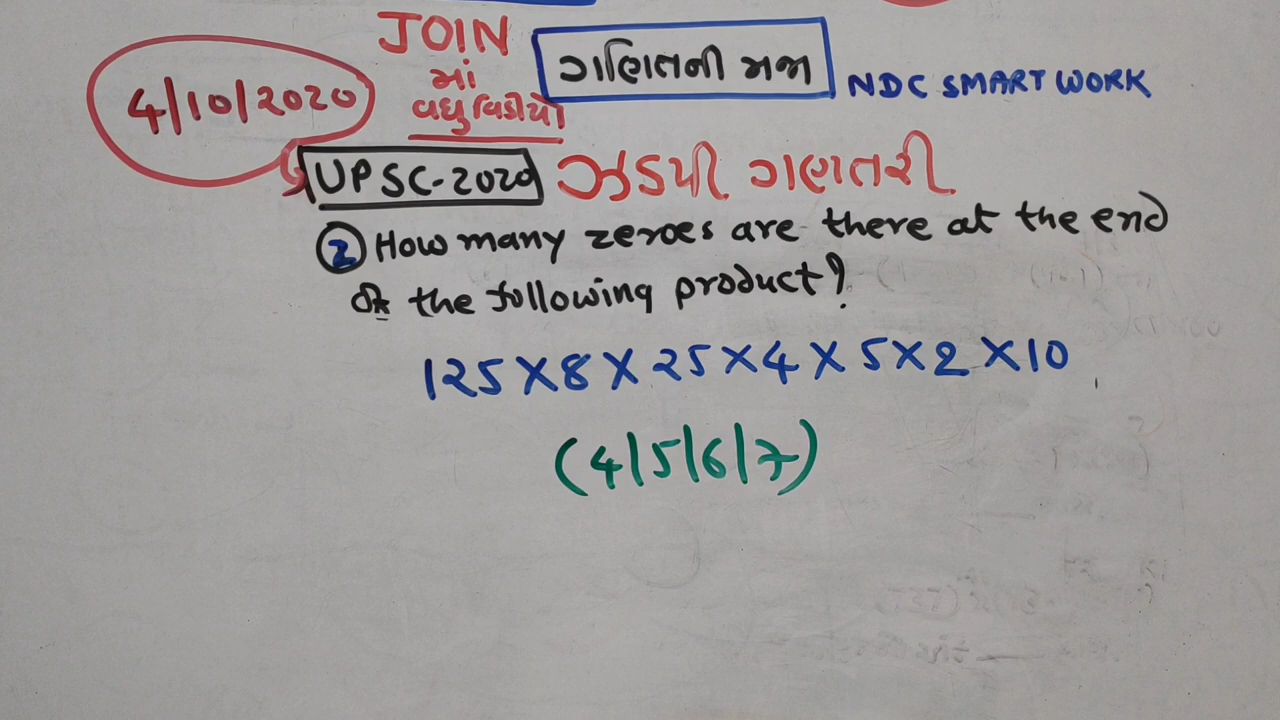 JOIN
માં
વધુ વિડીયો
ગણિતની મજા
NDC SMART WORK
4/10/2020
UPSC-2020 ઝડપી ગણતરી
2 How many zeroes are there at the end
of the following product?
125 X 8 X 25 X 4 X 5 X 2 X 10
(4/5/6/7)